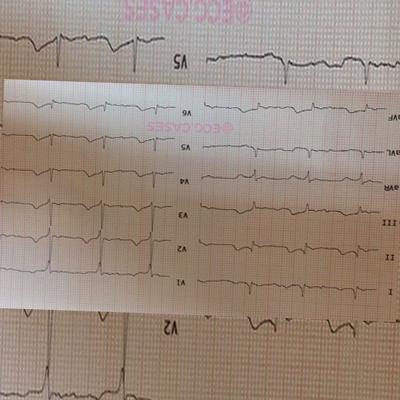 V2
I
V1
II
V2
III
V3
aVR
V4
aVL
V5
@ECG.CASES
aVF
V6
V5
@ECG.CASES